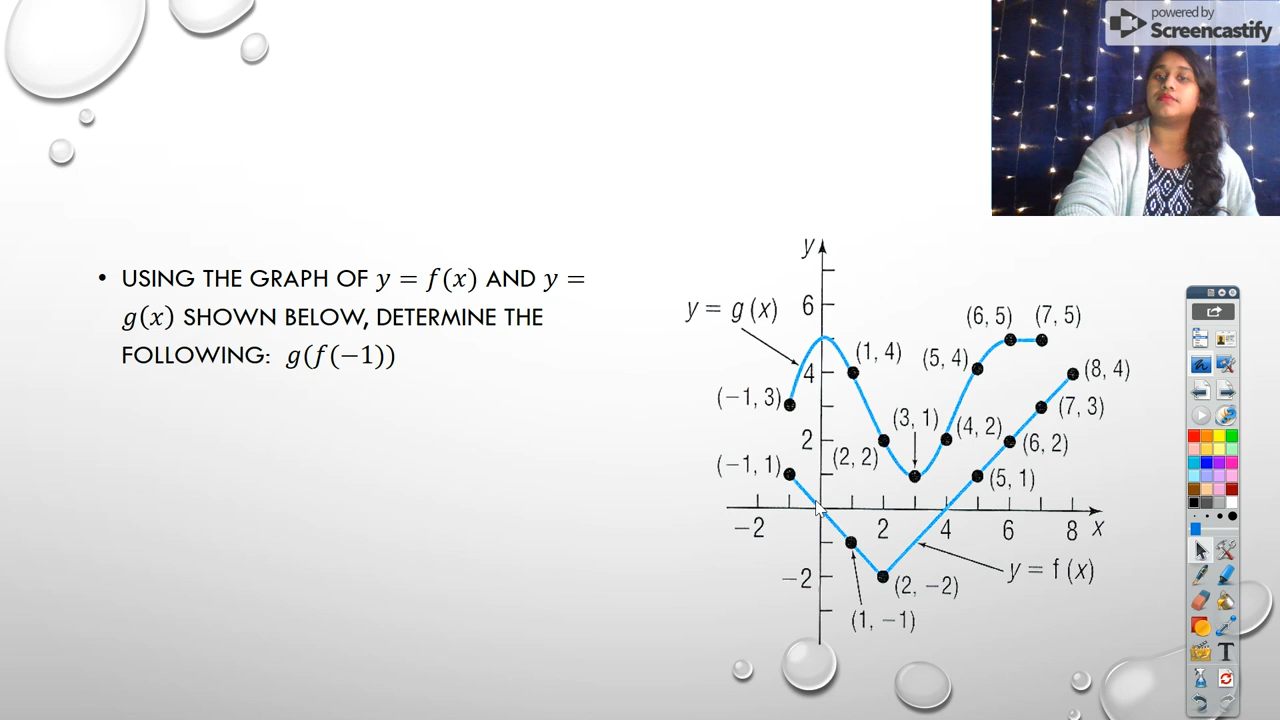 powered by
Screencastify
• USING THE GRAPH OF y = f(x) AND y =
g(x) SHOWN BELOW, DETERMINE THE
FOLLOWING: g(f(−1))
y
y = g (x)
6
(6, 5)
(7, 5)
4
(1, 4)
(5, 4)
(8, 4)
(−1, 3)
(3, 1)
(4, 2)
(7, 3)
2
(2, 2)
(6, 2)
(−1, 1)
(5, 1)
−2
2
4
6
8
x
−2
(2, −2)
y = f (x)
(1, −1)
T